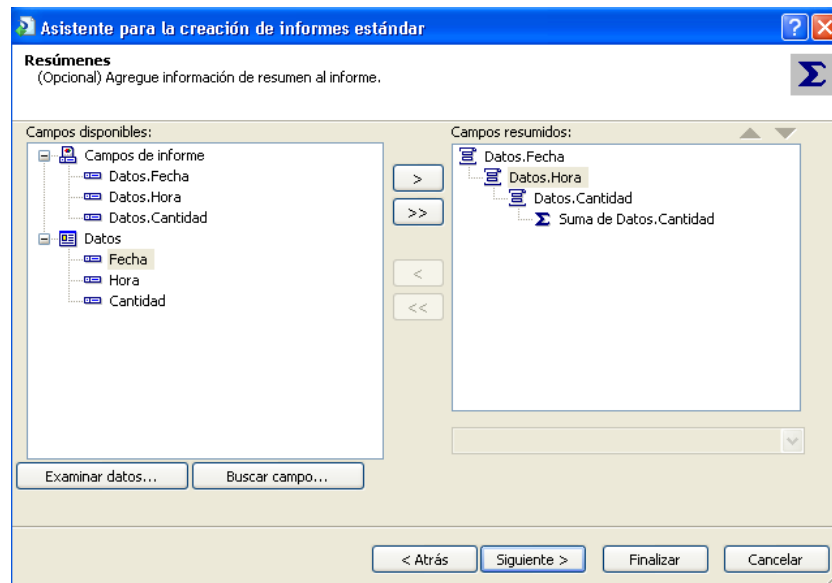 Asistente para la creación de informes estándar
Resúmenes
(Opcional) Agregue información de resumen al informe.
Campos disponibles:
Campos de informe
Datos.Fecha
Datos.Hora
Datos.Cantidad
Datos
Fecha
Hora
Cantidad
>
>>
<
<<
Campos resumidos:
Datos.Fecha
Datos.Hora
Datos.Cantidad
Suma de Datos.Cantidad
Examinar datos...
Buscar campo...
< Atrás
Siguiente >
Finalizar
Cancelar